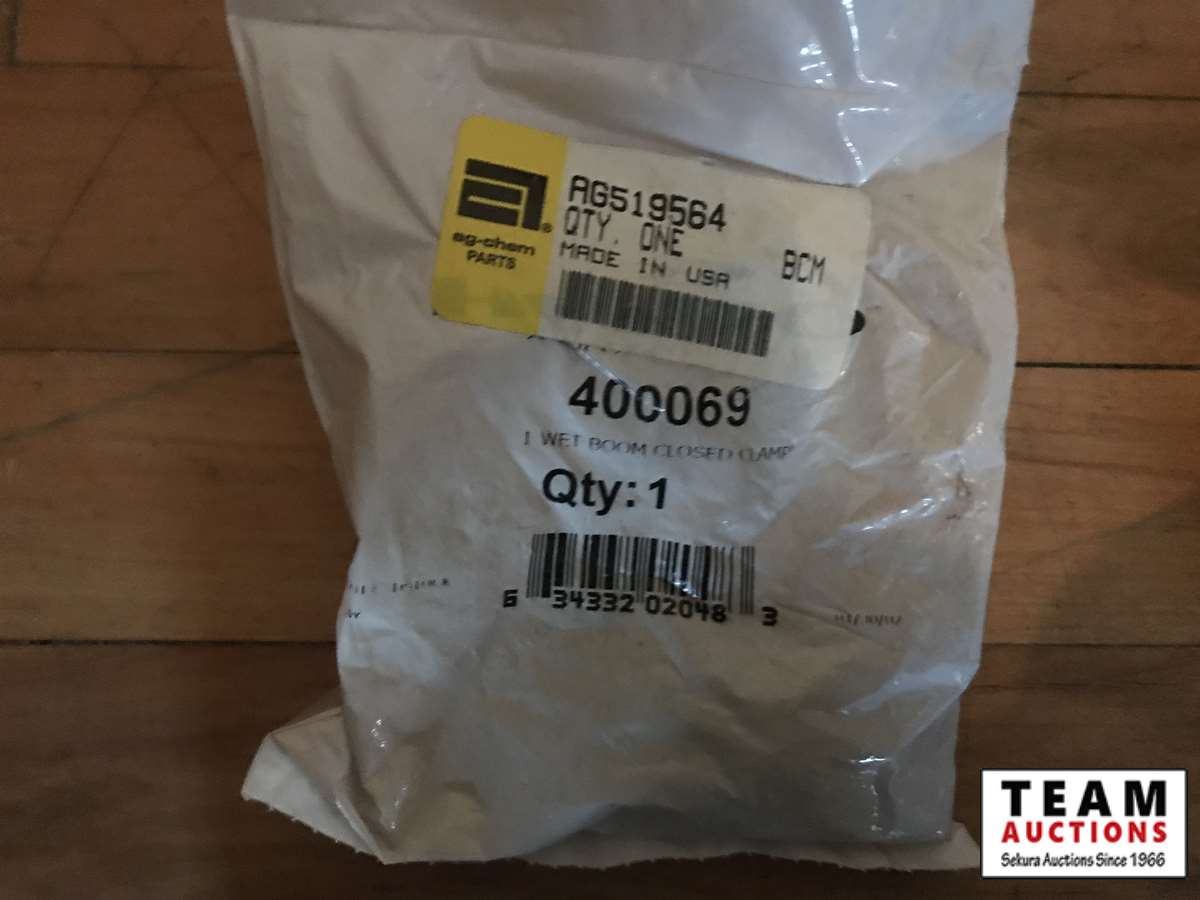 AG519564
QTY. ONE
MADE IN USA
BCM
ag-chem®
PARTS
400069
1 WET BOOM CLOSED CLAMP
Qty: 1
6 34332 02048 3
TEAM
AUCTIONS
Sekura Auctions Since 1966